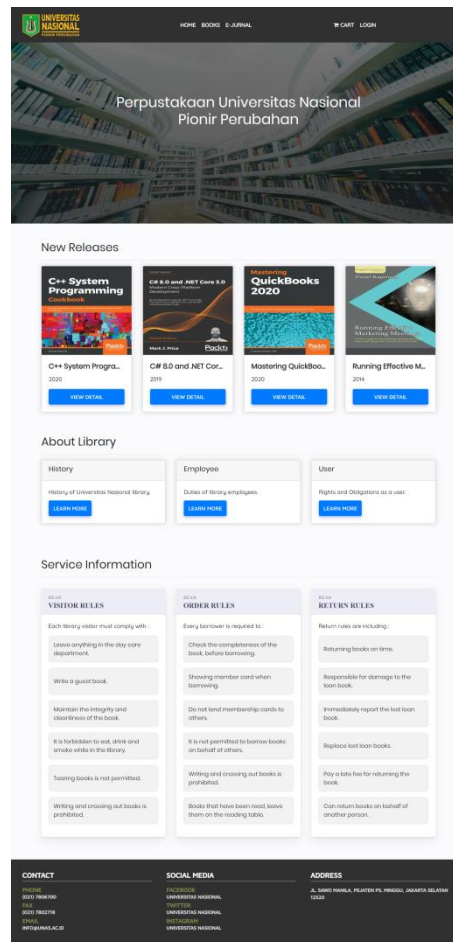 UNIVERSITAS
NASIONAL
PIONIR PERUBAHAN
HOME BOOKS E-JURNAL
CART LOGIN
Perpustakaan Universitas Nasional
Pionir Perubahan
New Releases
C++ System
Programming
Cookbook
Packt
C++ System Progra...
2020
VIEW DETAIL
C# 8.0 and .NET Core 3.0
Mark J. Price
Packt
C# 8.0 and .NET Cor...
2019
VIEW DETAIL
Mastering
QuickBooks
2020
Packt
Mastering QuickBoo...
2020
VIEW DETAIL
Running Effective
Marketing Meetings
Running Effective M...
2014
VIEW DETAIL
About Library
History
History of Universitas Nasional library.
LEARN MORE
Employee
Duties of library employees.
LEARN MORE
User
Rights and Obligations as a user.
LEARN MORE
Service Information
READ
VISITOR RULES
Each library visitor must comply with :
Leave anything in the day care
department.
Write a guest book.
Maintain the integrity and
cleanliness of the book.
It is forbidden to eat, drink and
smoke while in the library.
Tearing books is not permitted.
Writing and crossing out books is
prohibited.
READ
ORDER RULES
Every borrower is required to :
Check the completeness of the
book, before borrowing.
Showing member card when
borrowing.
Do not lend membership cards to
others.
It is not permitted to borrow books
on behalf of others.
Writing and crossing out books is
prohibited.
Books that have been read, leave
them on the reading table.
READ
RETURN RULES
Return rules are including :
Returning books on time.
Responsible for damage to the
loan book.
Immediately report the lost loan
book.
Replace lost loan books.
Pay a late fee for returning the
book.
Can return books on behalf of
another person.
CONTACT
PHONE
(021) 7806700
FAX
(021) 7802718
EMAIL
INFO@UNAS.AC.ID
SOCIAL MEDIA
FACEBOOK
UNIVERSITAS NASIONAL
TWITTER
UNIVERSITAS NASIONAL
INSTAGRAM
UNIVERSITAS NASIONAL
ADDRESS
JL. SAWO MANILA, PEJATEN PS. MINGGU, JAKARTA SELATAN
12520